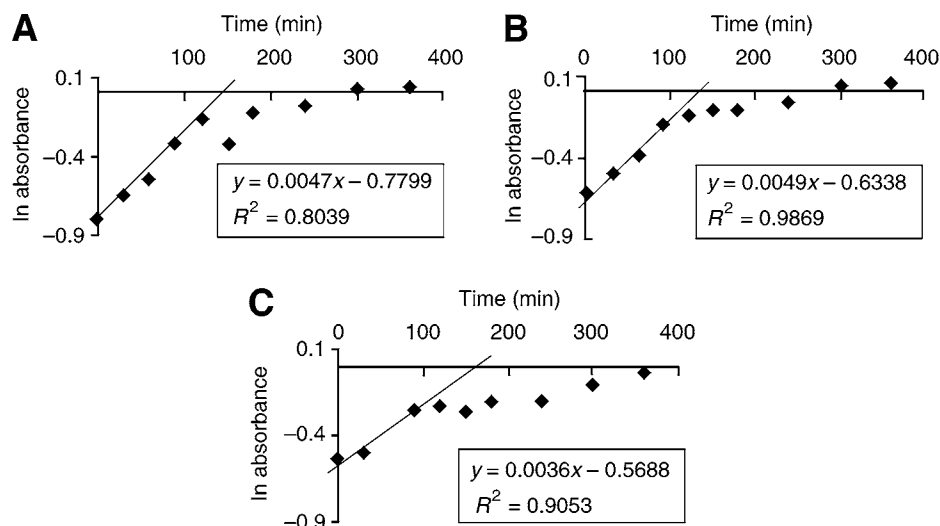 A
Time (min)
100 200 300 400
0.1
−0.4
−0.9
ln absorbance
y = 0.0047x − 0.7799
R² = 0.8039
B
Time (min)
0 100 200 300 400
0.1
−0.4
−0.9
ln absorbance
y = 0.0049x − 0.6338
R² = 0.9869
C
Time (min)
0 100 200 300 400
0.1
−0.4
−0.9
ln absorbance
y = 0.0036x − 0.5688
R² = 0.9053